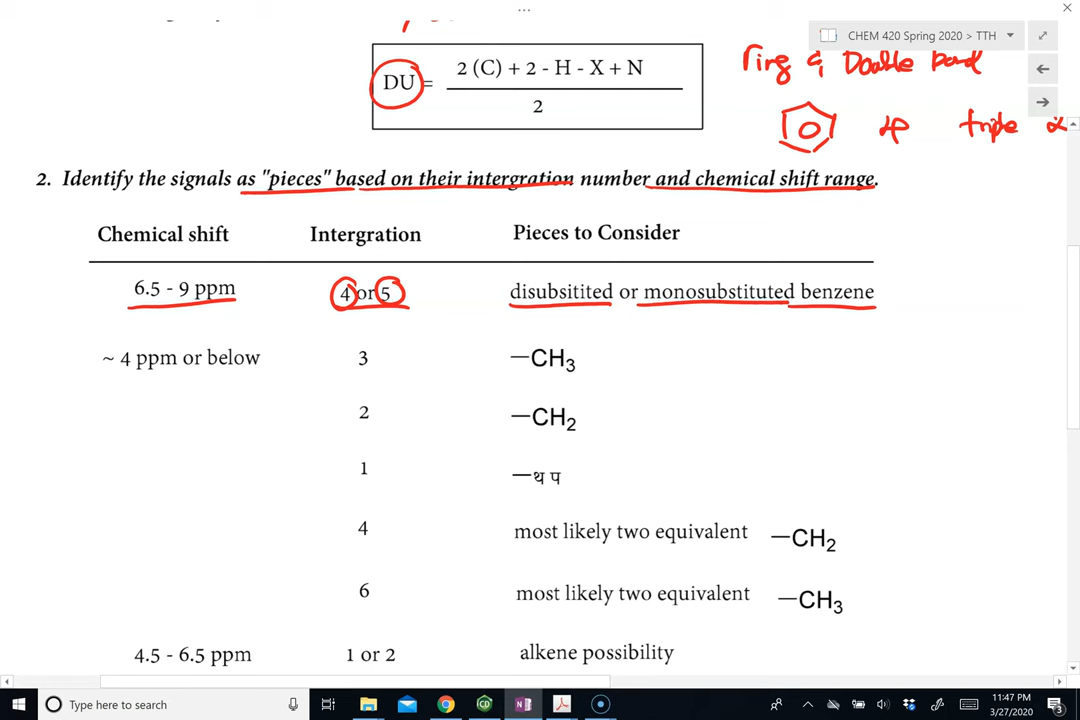 CHEM 420 Spring 2020 > TTH
DU = 2 (C) + 2 - H - X + N
2
ring & Double bond
4 triple 2
2. Identify the signals as "pieces" based on their intergration number and chemical shift range.
Chemical shift Intergration Pieces to Consider
6.5 - 9 ppm 4 or 5 disubsitited or monosubstituted benzene
~ 4 ppm or below 3 —CH3
2 —CH2
1 —थ प
4 most likely two equivalent —CH2
6 most likely two equivalent —CH3
4.5 - 6.5 ppm 1 or 2 alkene possibility
Type here to search
11:47 PM
3/27/2020
3